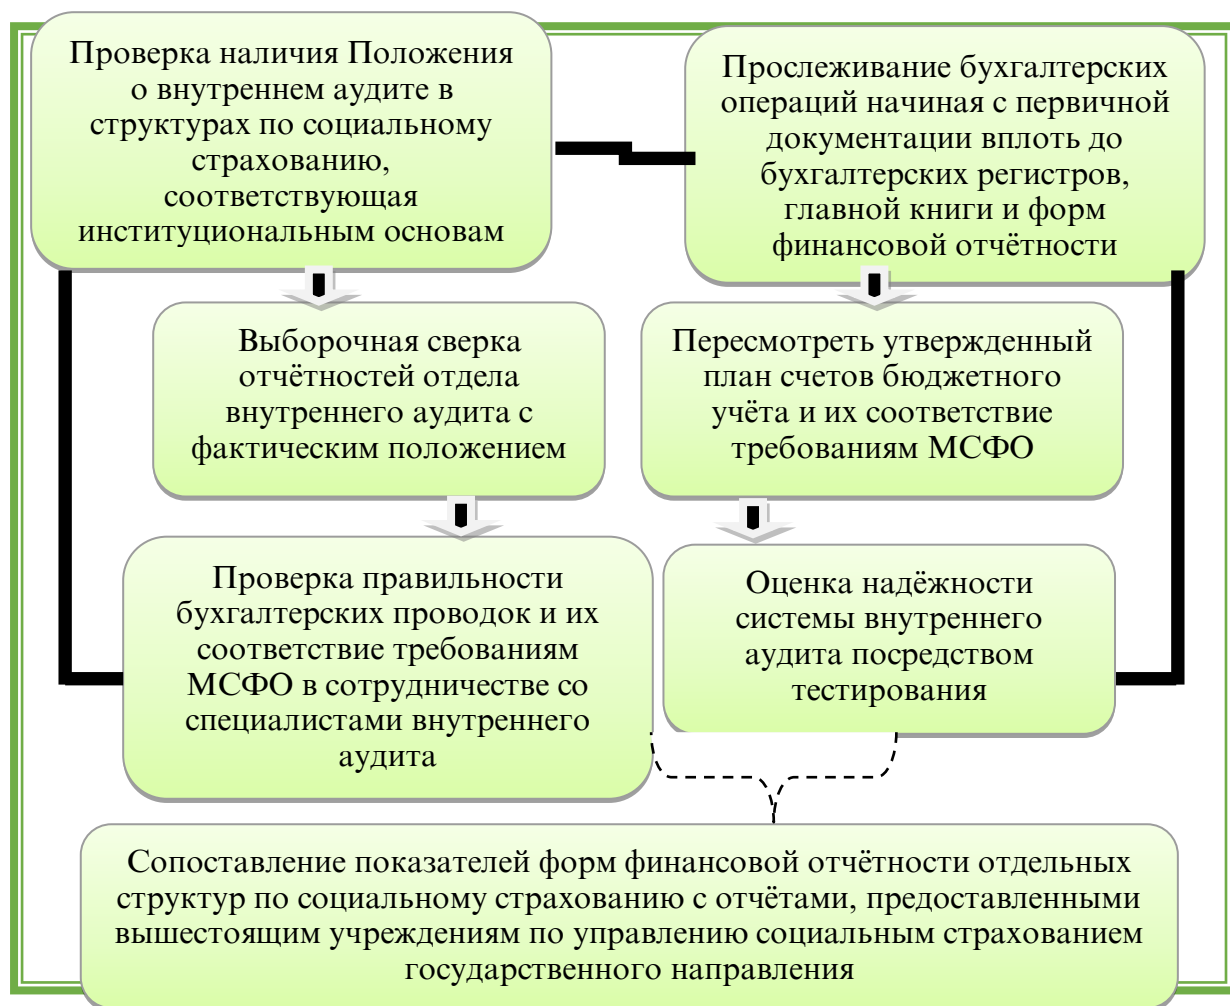 Проверка наличия Положения
о внутреннем аудите в
структурах по социальному
страхованию,
соответствующая
институциональным основам
Прослеживание бухгалтерских
операций начиная с первичной
документации вплоть до
бухгалтерских регистров,
главной книги и форм
финансовой отчётности
Выборочная сверка
отчётностей отдела
внутреннего аудита с
фактическим положением
Пересмотреть утвержденный
план счетов бюджетного
учёта и их соответствие
требованиям МСФО
Проверка правильности
бухгалтерских проводок и их
соответствие требованиям
МСФО в сотрудничестве со
специалистами внутреннего
аудита
Оценка надёжности
системы внутреннего
аудита посредством
тестирования
Сопоставление показателей форм финансовой отчётности отдельных
структур по социальному страхованию с отчётами, предоставленными
вышестоящим учреждениям по управлению социальным страхованием
государственного направления